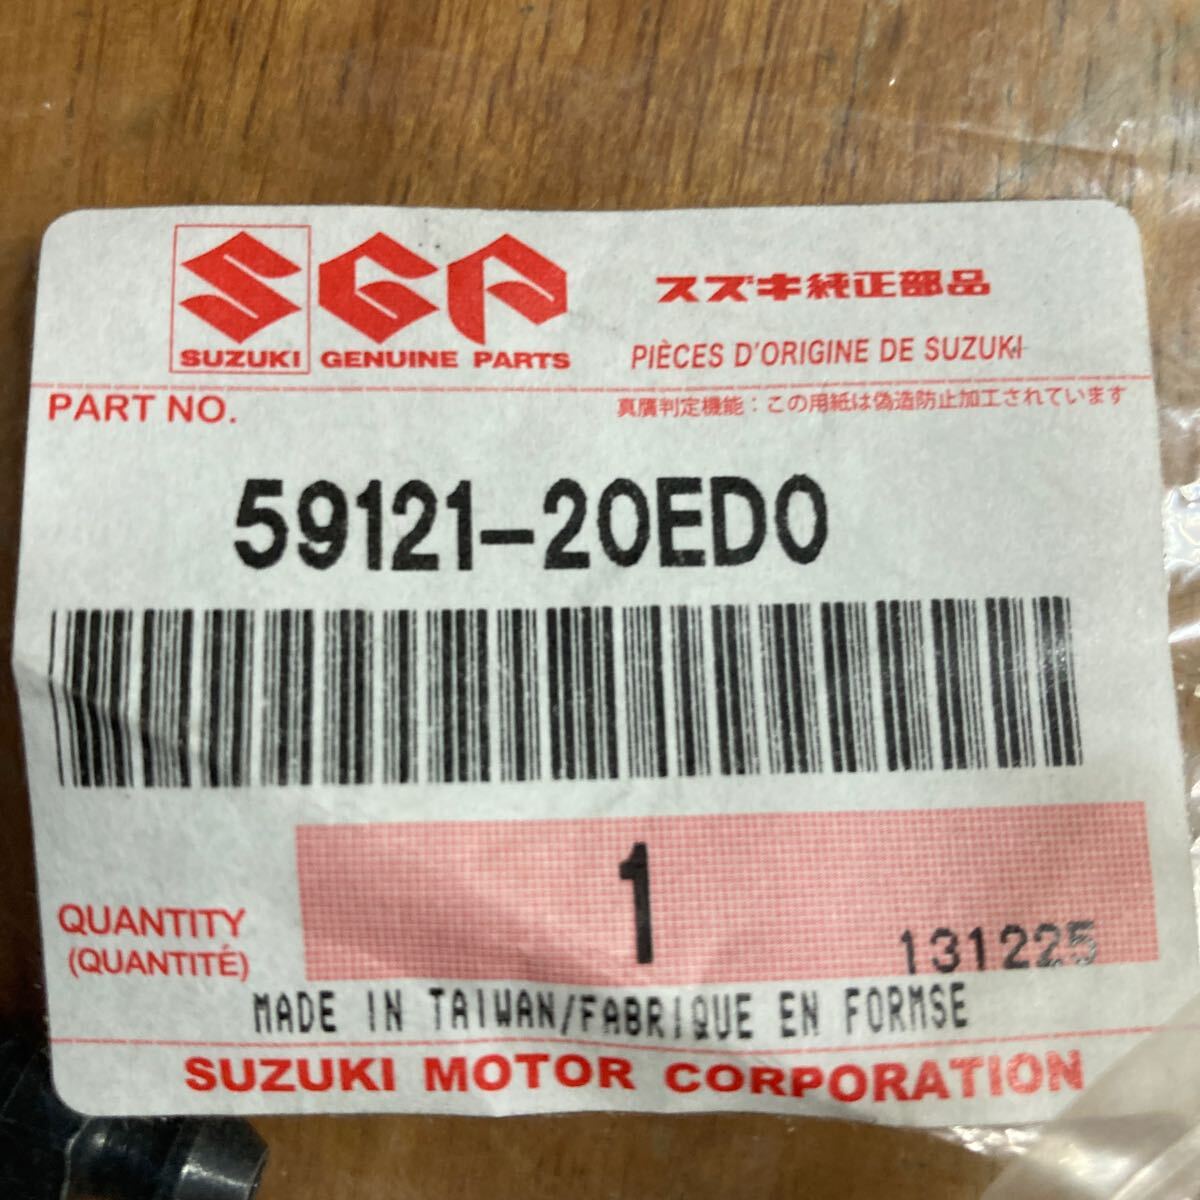 SGP
SUZUKI GENUINE PARTS
スズキ純正部品
PIÈCES D'ORIGINE DE SUZUKI
PART NO.
真贋判定機能：この用紙は偽造防止加工されています
59121-20ED0
QUANTITY
(QUANTITÉ)
1
131225
MADE IN TAIWAN/FABRIQUE EN FORMSE
SUZUKI MOTOR CORPORATION